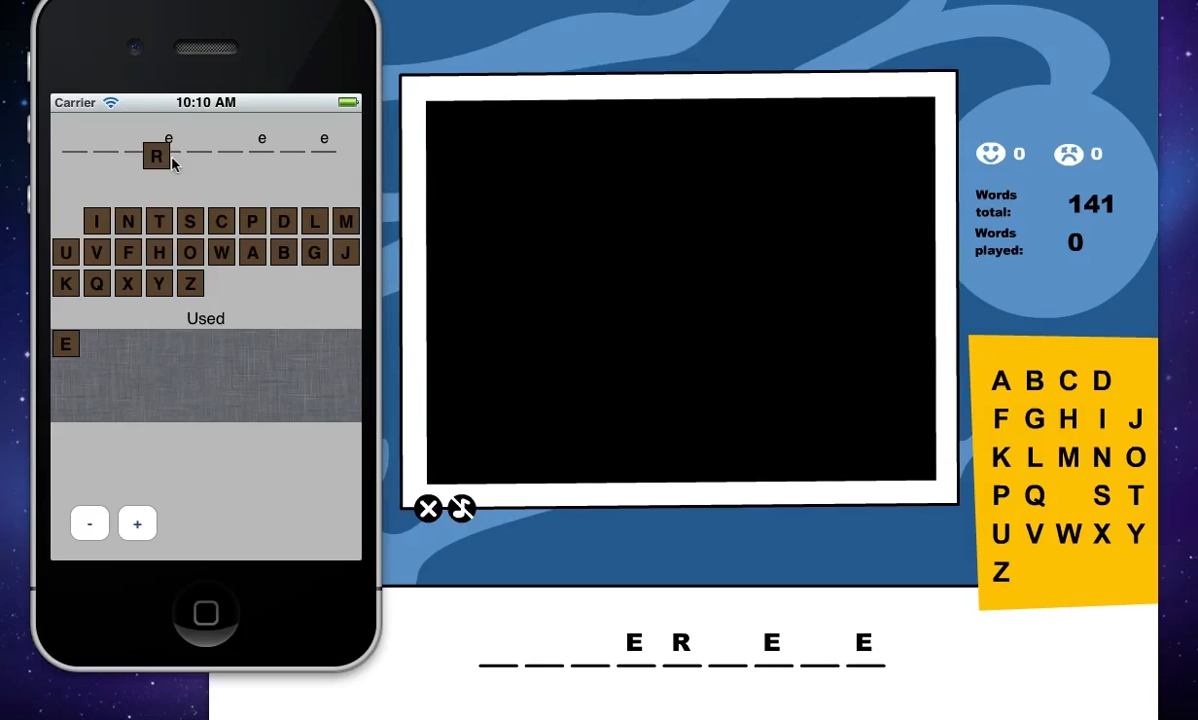 Carrier 10:10 AM
e e e
R
I N T S C P D L M
U V F H O W A B G J
K Q X Y Z
Used
E
- +
0 0
Words total: 141
Words played: 0
A B C D
F G H I J
K L M N O
P Q S T
U V W X Y
Z
E R E E